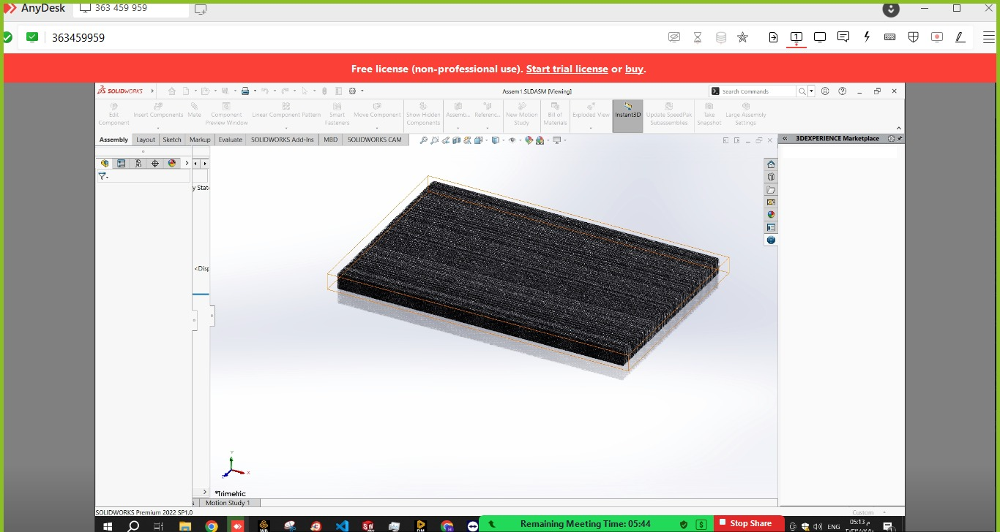 AnyDesk 363 459 959
363459959
Free license (non-professional use). Start trial license or buy.
SOLIDWORKS Assem1.SLDASM [Viewing] Search Commands
Edit Component Insert Components Mate Component Preview Window Linear Component Pattern Smart Fasteners Move Component Show Hidden Components Assemb... Referenc... New Motion Study Bill of Materials Exploded View Instant3D Update SpeedPak Subassemblies Take Snapshot Large Assembly Settings
Assembly Layout Sketch Markup Evaluate SOLIDWORKS Add-Ins MBD SOLIDWORKS CAM
3DEXPERIENCE Marketplace
y State
<Disp
Y
X
Z
*Trimetric
Motion Study 1
SOLIDWORKS Premium 2022 SP1.0 Custom
Remaining Meeting Time: 05:44 Stop Share ENG 05:13 م